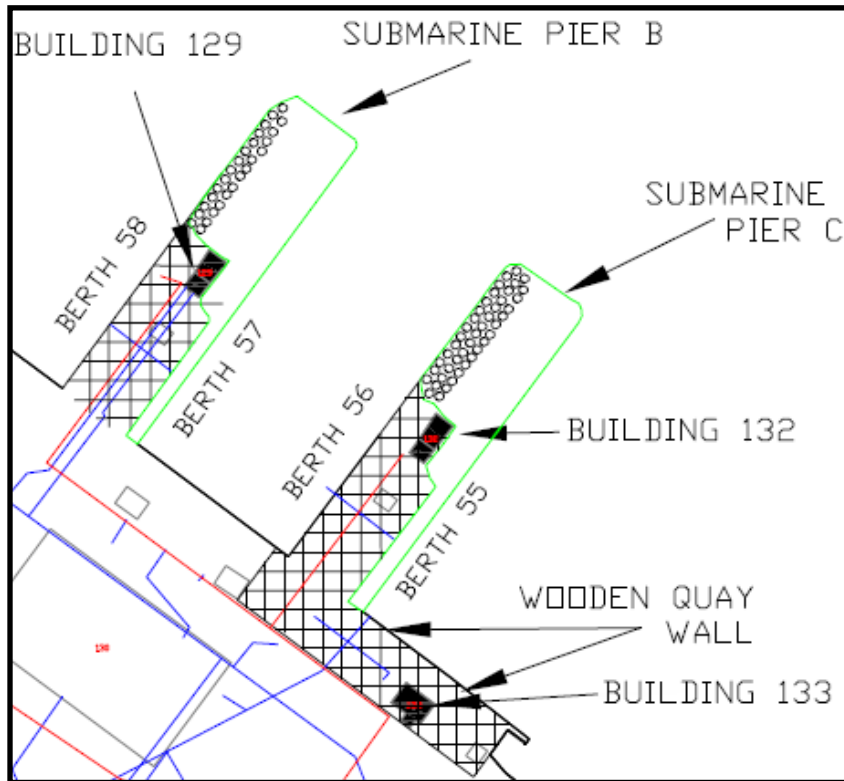 BUILDING 129
SUBMARINE PIER B
SUBMARINE
PIER C
BERTH 58
BERTH 57
BERTH 56
BUILDING 132
BERTH 55
WOODEN QUAY
WALL
BUILDING 133